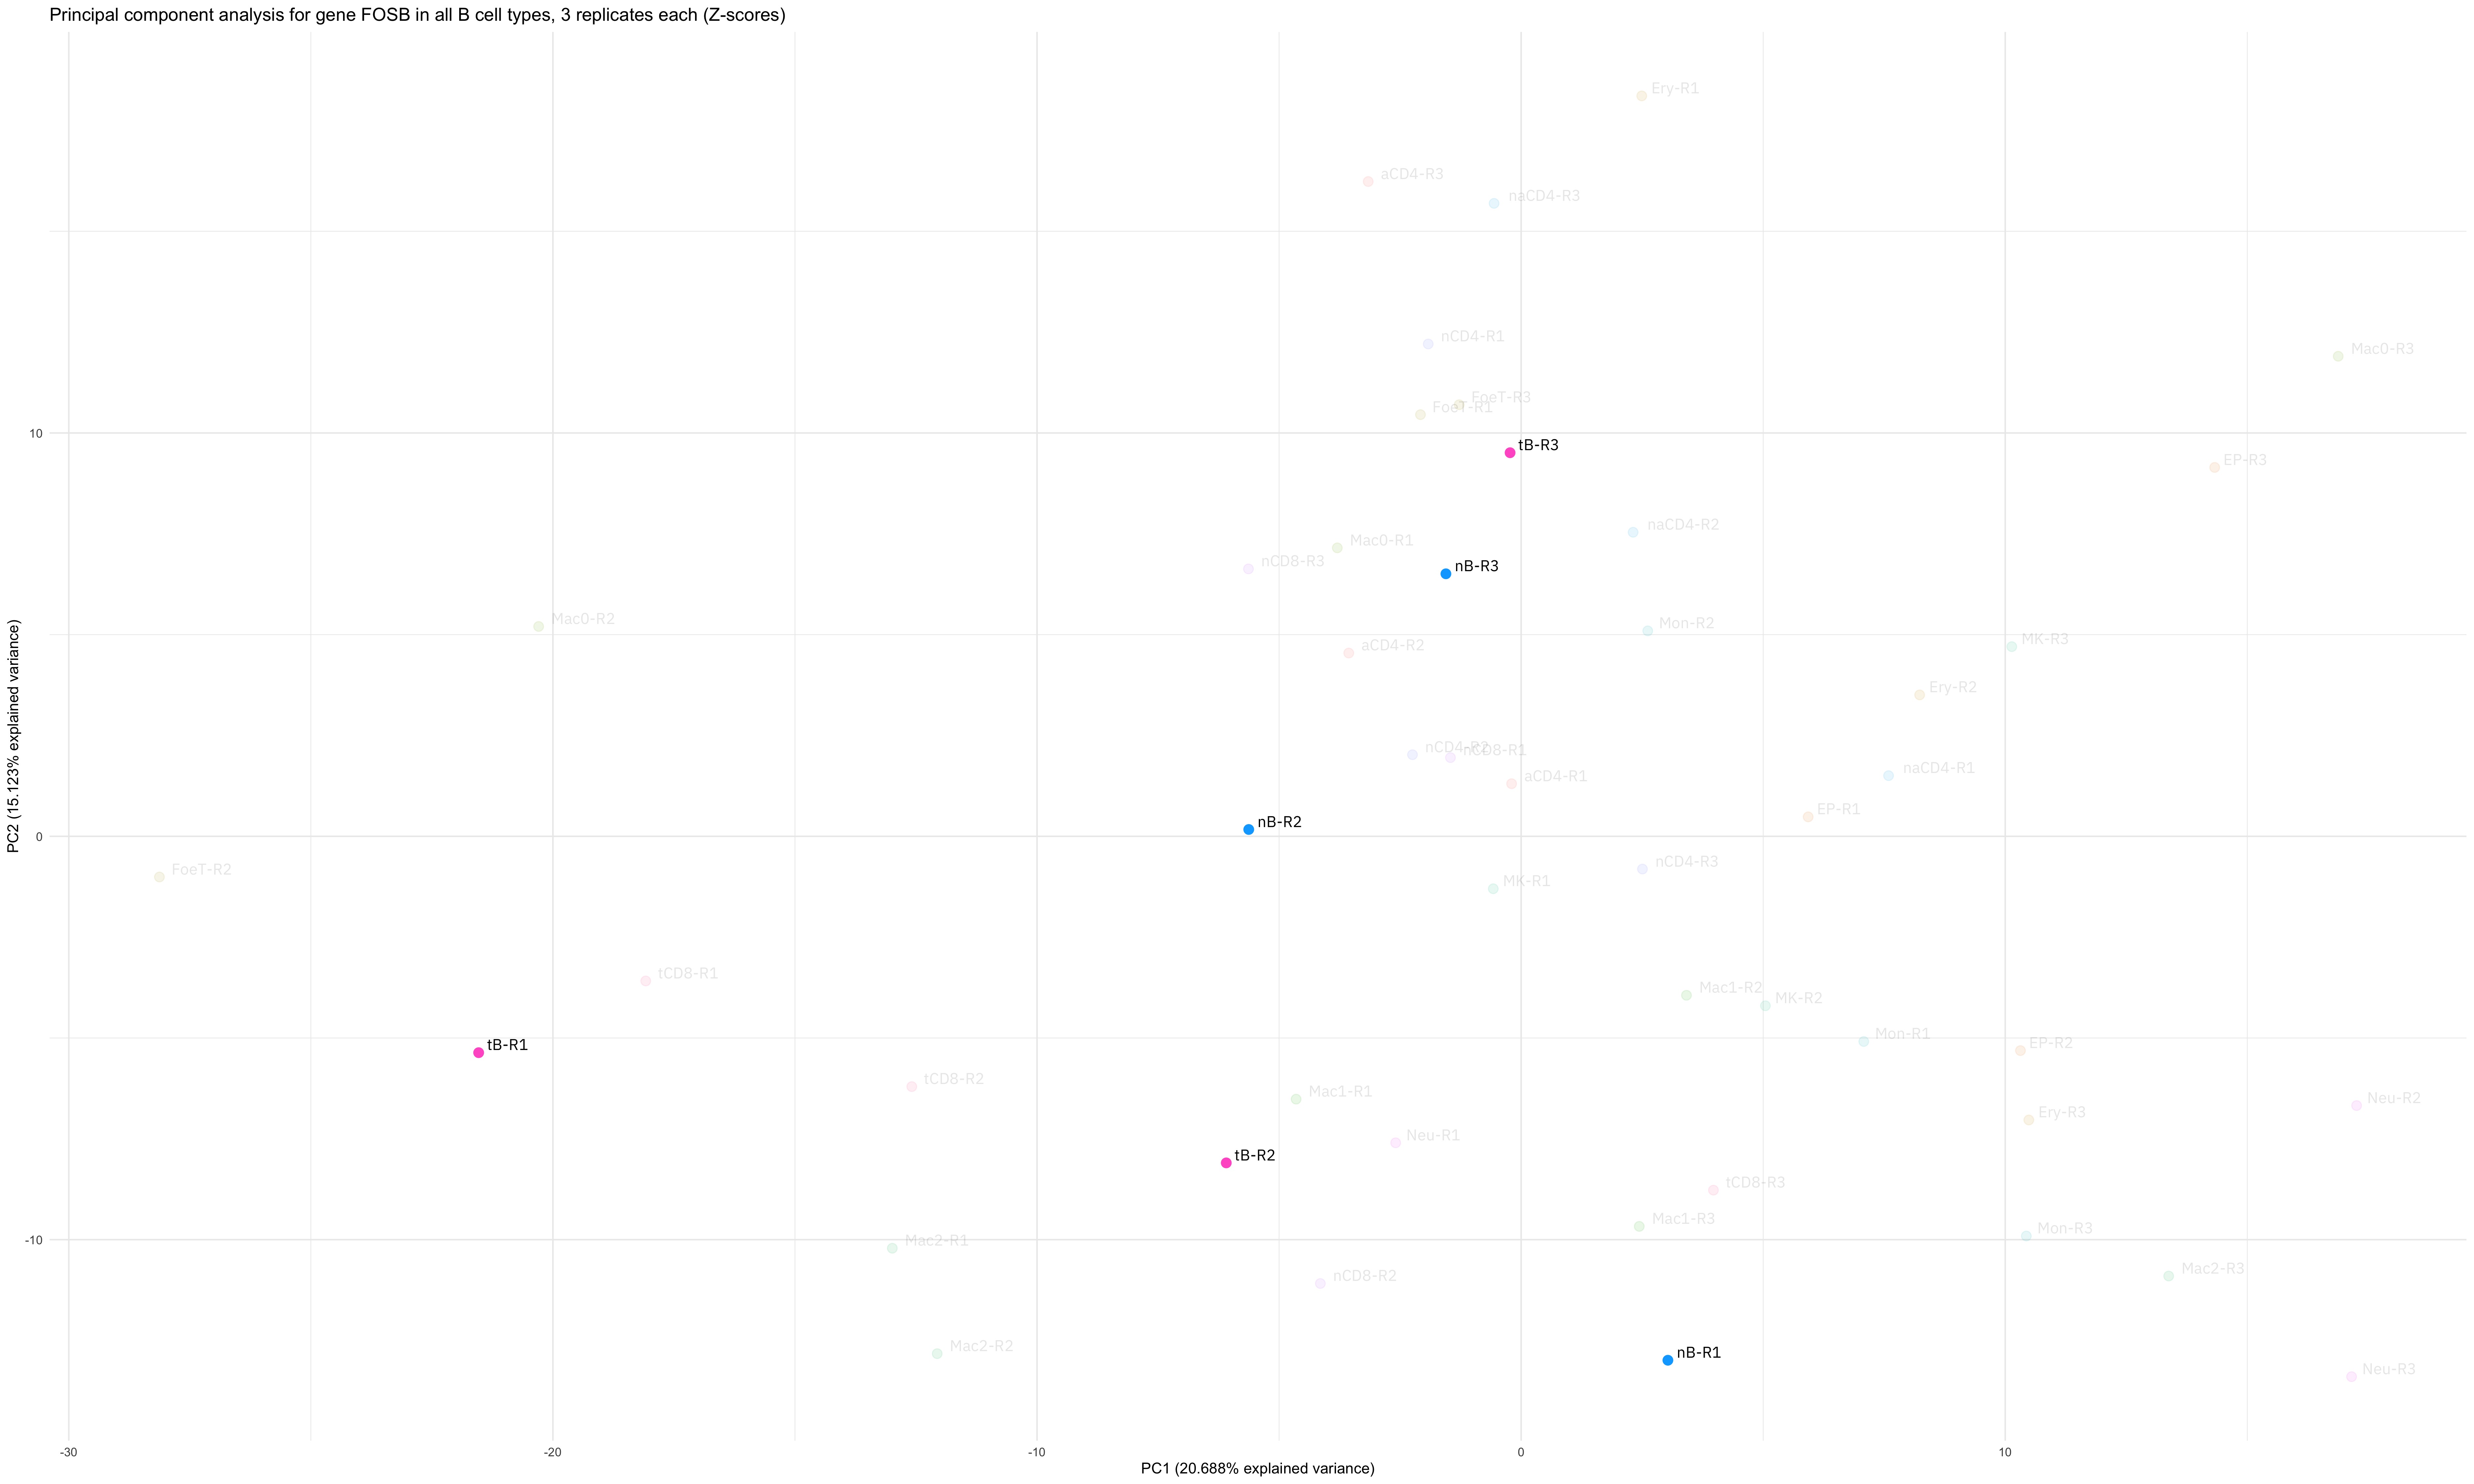 Principal component analysis for gene FOSB in all B cell types, 3 replicates each (Z-scores)
Ery-R1
aCD4-R3
naCD4-R3
nCD4-R1
Mac0-R3
FoeT-R3
FoeT-R1
10
tB-R3
EP-R3
naCD4-R2
Mac0-R1
nCD8-R3
nB-R3
Mac0-R2
Mon-R2
aCD4-R2
MK-R3
Ery-R2
nCD4-R2
nCD8-R1
aCD4-R1
naCD4-R1
EP-R1
nB-R2
0
PC2 (15.123% explained variance)
FoeT-R2
nCD4-R3
MK-R1
tCD8-R1
Mac1-R2
MK-R2
Mon-R1
tB-R1
EP-R2
tCD8-R2
Mac1-R1
Neu-R2
Ery-R3
Neu-R1
tB-R2
tCD8-R3
Mac1-R3
Mon-R3
-10
Mac2-R1
nCD8-R2
Mac2-R3
Mac2-R2
nB-R1
Neu-R3
-30
-20
-10
0
10
PC1 (20.688% explained variance)